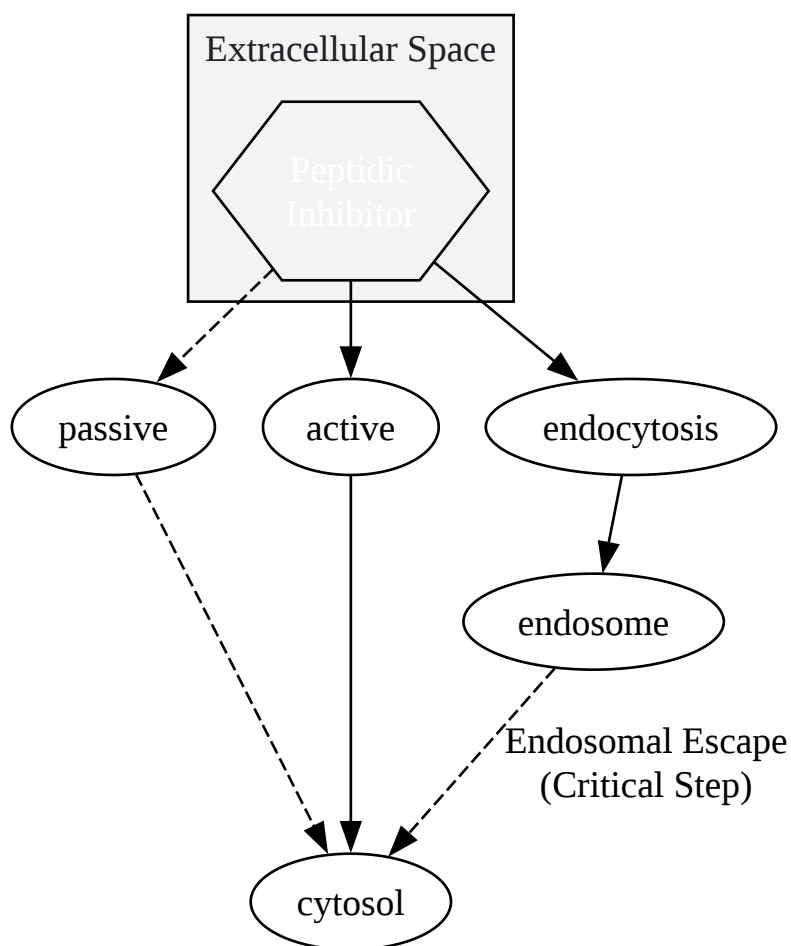 Extracellular Space
Peptidic
Inhibitor
passive
active
endocytosis
endosome
Endosomal Escape
(Critical Step)
cytosol